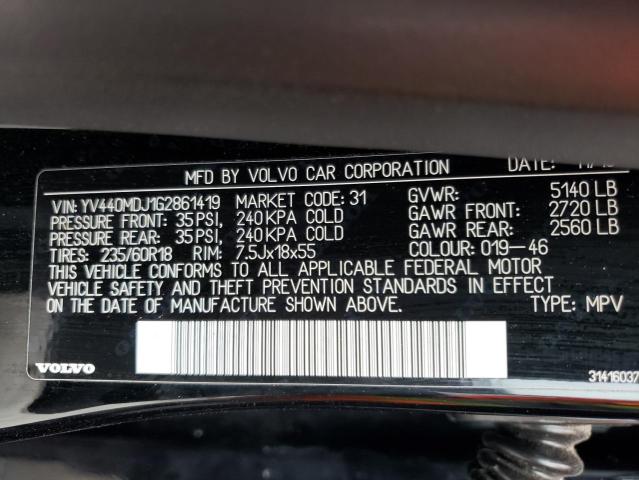 MFD BY VOLVO CAR CORPORATION DATE:
VIN: YV440MDJ1G2861419 MARKET CODE: 31 GVWR: 5140 LB
PRESSURE FRONT: 35 PSI, 240 KPA COLD GAWR FRONT: 2720 LB
PRESSURE REAR: 35 PSI, 240 KPA COLD GAWR REAR: 2560 LB
TIRES: 235/60R18 RIM: 7.5Jx18x55 COLOUR: 019-46
THIS VEHICLE CONFORMS TO ALL APPLICABLE FEDERAL MOTOR
VEHICLE SAFETY AND THEFT PREVENTION STANDARDS IN EFFECT
ON THE DATE OF MANUFACTURE SHOWN ABOVE. TYPE: MPV
VOLVO 31416037